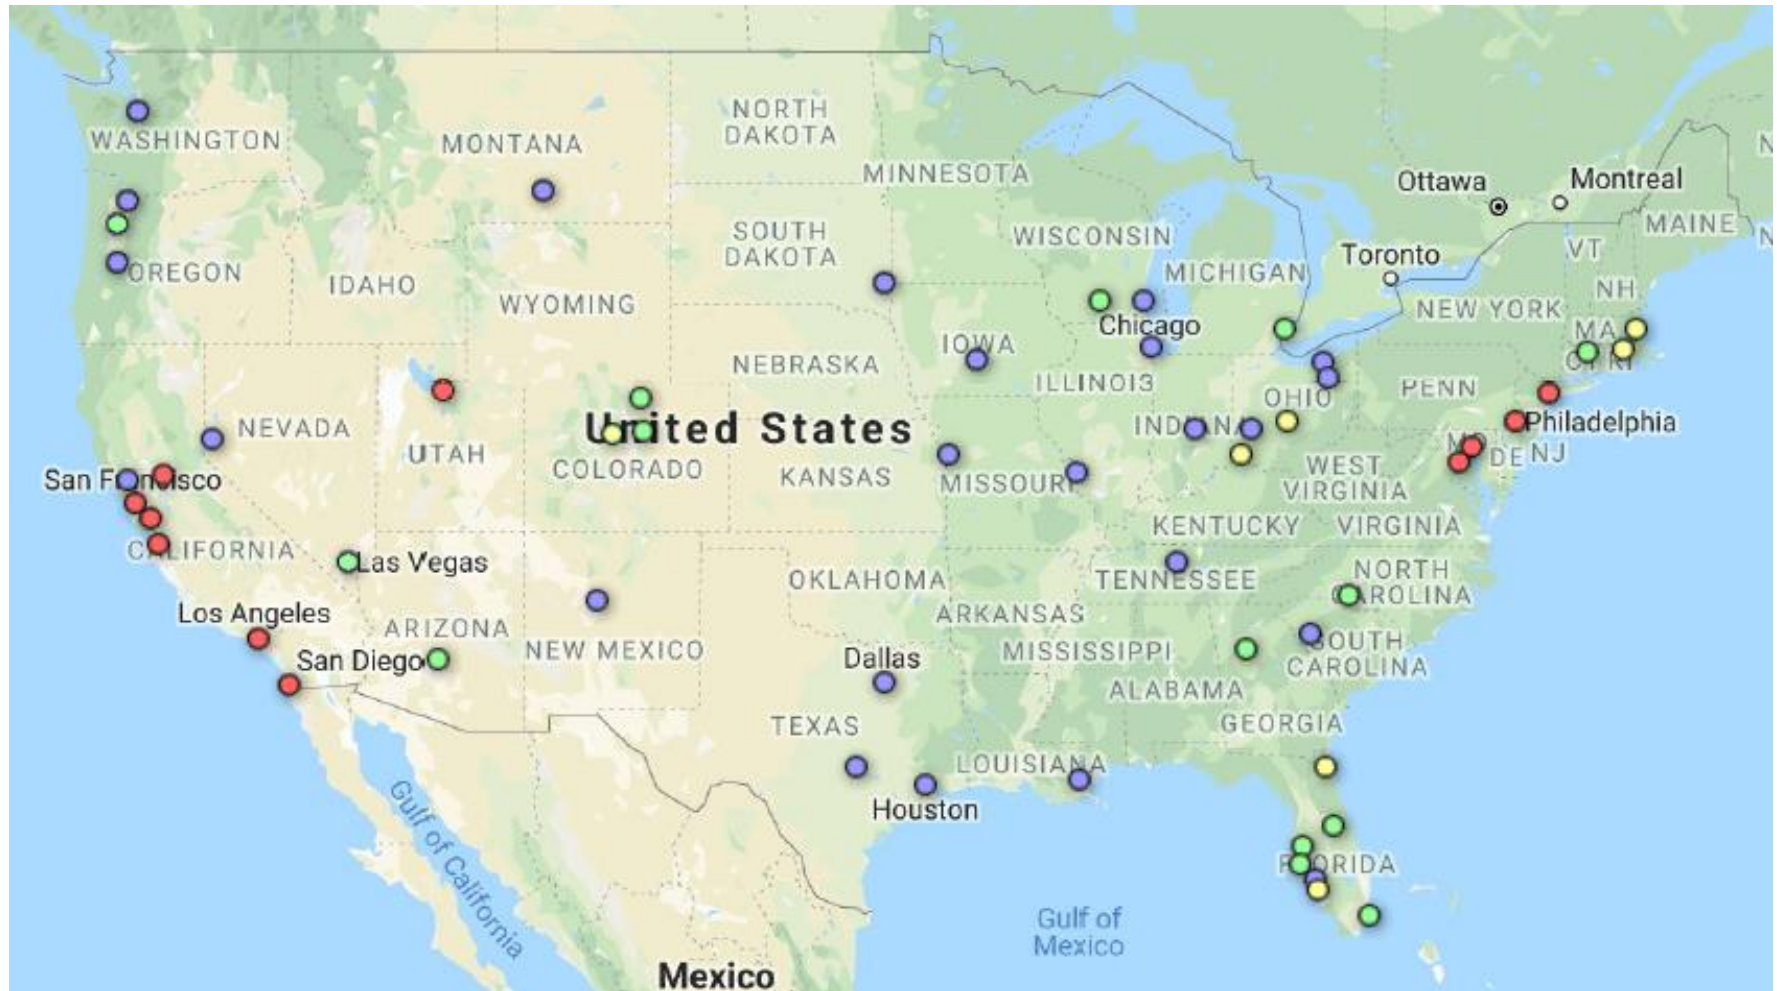 NORTH
DAKOTA
WASHINGTON
MONTANA
MINNESOTA
Ottawa
Montreal
MAINE
SOUTH
DAKOTA
WISCONSIN
VT
Toronto
OREGON
IDAHO
MICHIGAN
NH
WYOMING
NEW YORK
Chicago
MA
IOWA
NEBRASKA
ILLINOI3
OHIO
PENN
United States
NEVADA
UTAH
COLORADO
KANSAS
MISSOURI
INDIANA
Philadelphia
MD
DE
NJ
WEST
VIRGINIA
San Francisco
KENTUCKY
VIRGINIA
CALIFORNIA
Las Vegas
OKLAHOMA
TENNESSEE
NORTH
CAROLINA
Los Angeles
ARIZONA
ARKANSAS
San Diego
NEW MEXICO
Dallas
MISSISSIPPI
SOUTH
CAROLINA
ALABAMA
TEXAS
GEORGIA
LOUISIANA
Houston
Gulf of California
FLORIDA
Gulf of
Mexico
Mexico